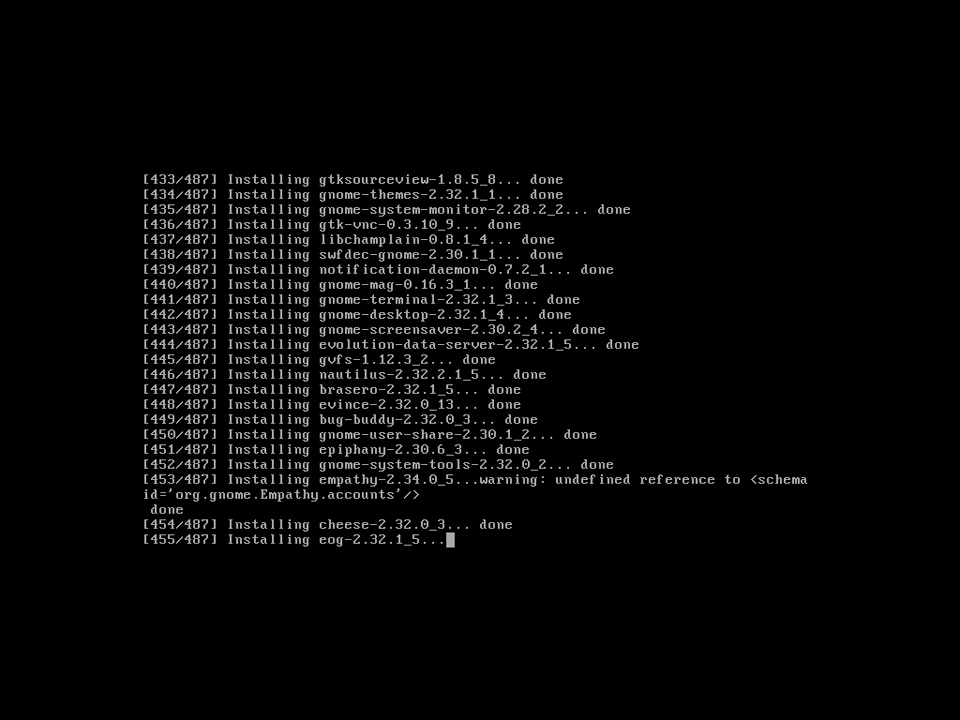 [433/487] Installing gtksourceview-1.8.5_8... done
[434/487] Installing gnome-themes-2.32.1_1... done
[435/487] Installing gnome-system-monitor-2.28.2_2... done
[436/487] Installing gtk-vnc-0.3.10_9... done
[437/487] Installing libchamplain-0.8.1_4... done
[438/487] Installing swfdec-gnome-2.30.1_1... done
[439/487] Installing notification-daemon-0.7.2_1... done
[440/487] Installing gnome-mag-0.16.3_1... done
[441/487] Installing gnome-terminal-2.32.1_3... done
[442/487] Installing gnome-desktop-2.32.1_4... done
[443/487] Installing gnome-screensaver-2.30.2_4... done
[444/487] Installing evolution-data-server-2.32.1_5... done
[445/487] Installing gvfs-1.12.3_2... done
[446/487] Installing nautilus-2.32.2.1_5... done
[447/487] Installing brasero-2.32.1_5... done
[448/487] Installing evince-2.32.0_13... done
[449/487] Installing bug-buddy-2.32.0_3... done
[450/487] Installing gnome-user-share-2.30.1_2... done
[451/487] Installing epiphany-2.30.6_3... done
[452/487] Installing gnome-system-tools-2.32.0_2... done
[453/487] Installing empathy-2.34.0_5...warning: undefined reference to <schema
id='org.gnome.Empathy.accounts'/>
done
[454/487] Installing cheese-2.32.0_3... done
[455/487] Installing eog-2.32.1_5...